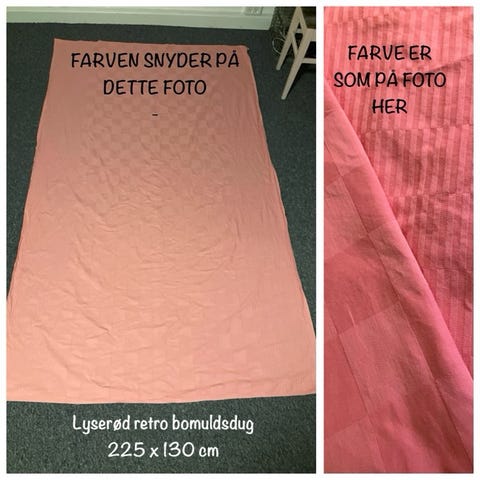 FARVEN SNYDER PÅ
DETTE FOTO
-
Lyserød retro bomuldsdug
225 x 130 cm
FARVE ER
SOM PÅ FOTO
HER